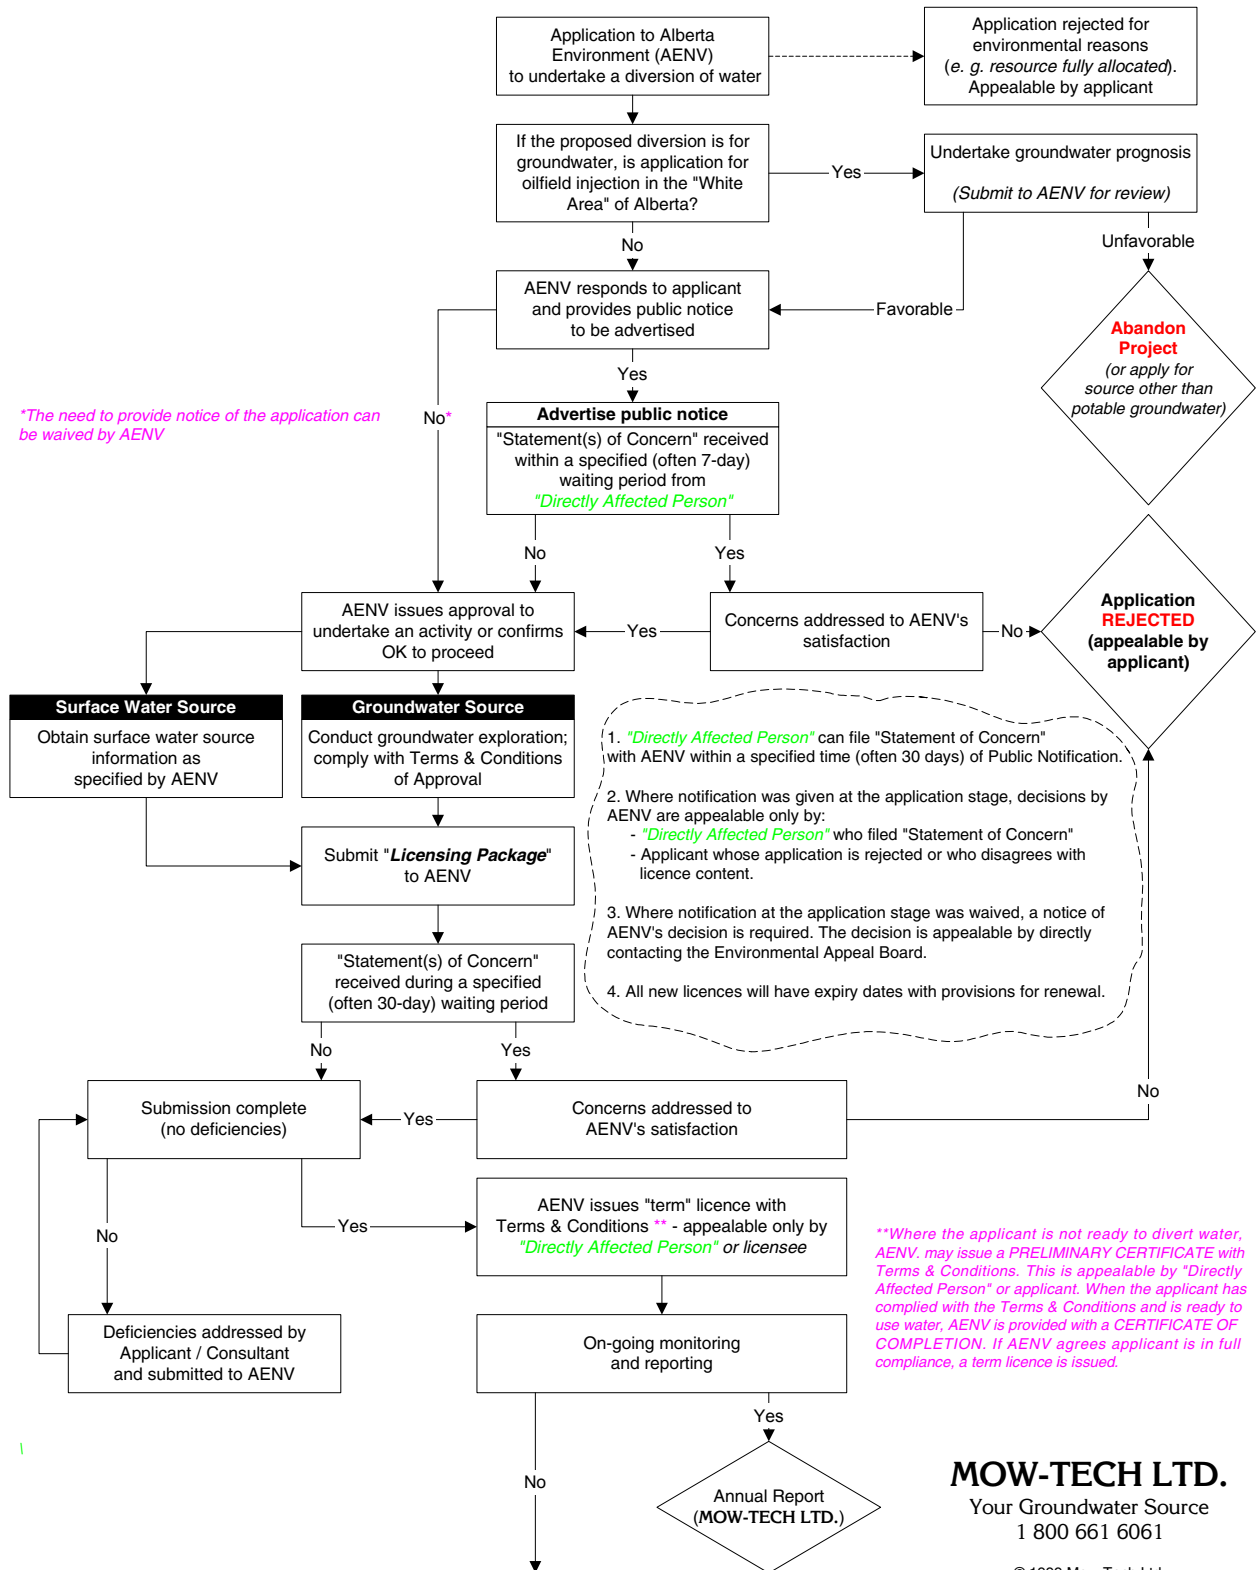 Application to Alberta
Environment (AENV)
to undertake a diversion of water
Application rejected for
environmental reasons
(e. g. resource fully allocated).
Appealable by applicant
If the proposed diversion is for
groundwater, is application for
oilfield injection in the "White
Area" of Alberta?
Yes
Undertake groundwater prognosis
(Submit to AENV for review)
No
Unfavorable
AENV responds to applicant
and provides public notice
to be advertised
Favorable
Abandon
Project
(or apply for
source other than
potable groundwater)
Yes
*The need to provide notice of the application can
be waived by AENV
No*
Advertise public notice
"Statement(s) of Concern" received
within a specified (often 7-day)
waiting period from
"Directly Affected Person"
No
Yes
AENV issues approval to
undertake an activity or confirms
OK to proceed
Yes
Concerns addressed to AENV's
satisfaction
No
Application
REJECTED
(appealable by
applicant)
Surface Water Source
Obtain surface water source
information as
specified by AENV
Groundwater Source
Conduct groundwater exploration;
comply with Terms & Conditions
of Approval
1. "Directly Affected Person" can file "Statement of Concern"
with AENV within a specified time (often 30 days) of Public Notification.
2. Where notification was given at the application stage, decisions by
AENV are appealable only by:
- "Directly Affected Person" who filed "Statement of Concern"
- Applicant whose application is rejected or who disagrees with
licence content.
3. Where notification at the application stage was waived, a notice of
AENV's decision is required. The decision is appealable by directly
contacting the Environmental Appeal Board.
4. All new licences will have expiry dates with provisions for renewal.
Submit "Licensing Package"
to AENV
"Statement(s) of Concern"
received during a specified
(often 30-day) waiting period
No
Yes
No
Submission complete
(no deficiencies)
Yes
Concerns addressed to
AENV's satisfaction
No
Yes
AENV issues "term" licence with
Terms & Conditions ** - appealable only by
"Directly Affected Person" or licensee
**Where the applicant is not ready to divert water,
AENV. may issue a PRELIMINARY CERTIFICATE with
Terms & Conditions. This is appealable by "Directly
Affected Person" or applicant. When the applicant has
complied with the Terms & Conditions and is ready to
use water, AENV is provided with a CERTIFICATE OF
COMPLETION. If AENV agrees applicant is in full
compliance, a term licence is issued.
Deficiencies addressed by
Applicant / Consultant
and submitted to AENV
On-going monitoring
and reporting
Yes
\
No
Annual Report
(MOW-TECH LTD.)
MOW-TECH LTD.
Your Groundwater Source
1 800 661 6061